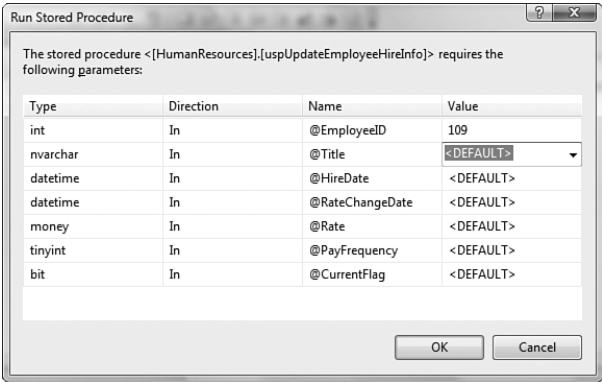 Run Stored Procedure
The stored procedure <[HumanResources].[uspUpdateEmployeeHireInfo]> requires the
following parameters:
Type Direction Name Value
int In @EmployeeID 109
nvarchar In @Title <DEFAULT>
datetime In @HireDate <DEFAULT>
datetime In @RateChangeDate <DEFAULT>
money In @Rate <DEFAULT>
tinyint In @PayFrequency <DEFAULT>
bit In @CurrentFlag <DEFAULT>
OK Cancel